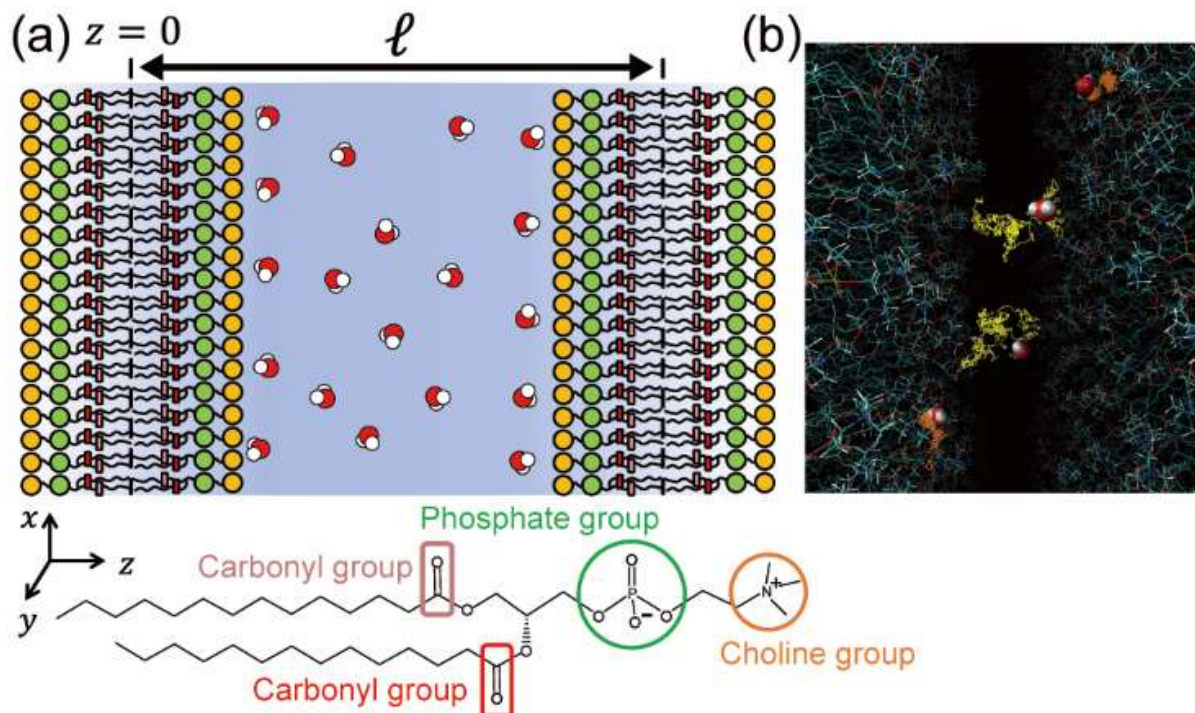 (a) z = 0 ℓ (b)
Phosphate group
x
z
y
Carbonyl group
O
O
P
O
O
O⁻
N⁺
Choline group
O
O
Carbonyl group